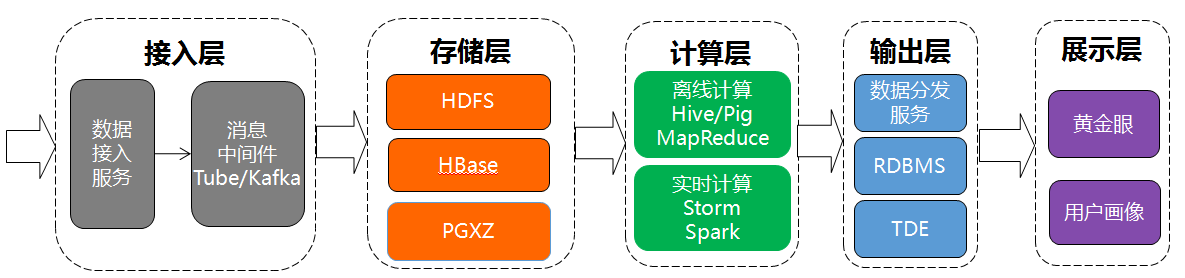 接入层
数据
接入
服务
消息
中间件
Tube/Kafka
存储层
HDFS
HBase
PGXZ
计算层
离线计算
Hive/Pig
MapReduce
实时计算
Storm
Spark
输出层
数据分发
服务
RDBMS
TDE
展示层
黄金眼
用户画像